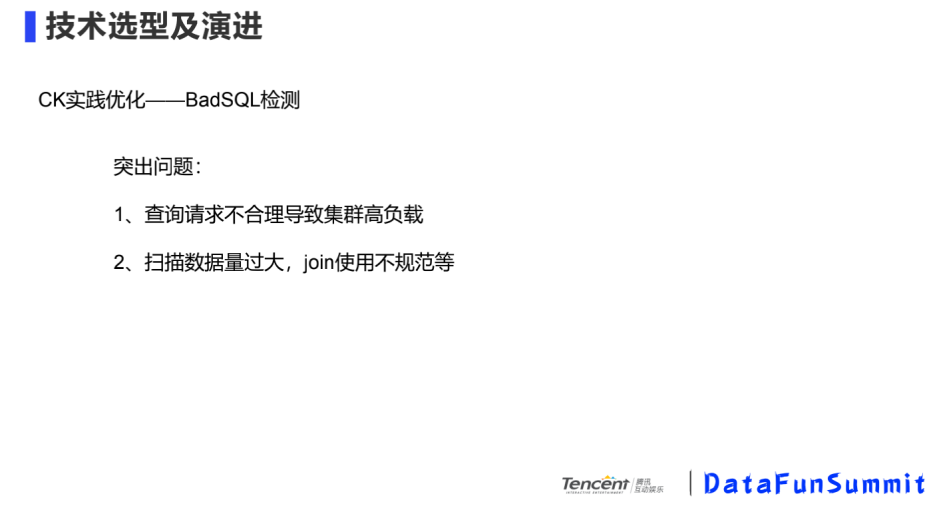 技术选型及演进
CK实践优化——BadSQL检测
突出问题：
1、查询请求不合理导致集群高负载
2、扫描数据量过大，join使用不规范等
Tencent 腾讯
INTERACTIVE ENTERTAINMENT 互动娱乐
DataFunSummit